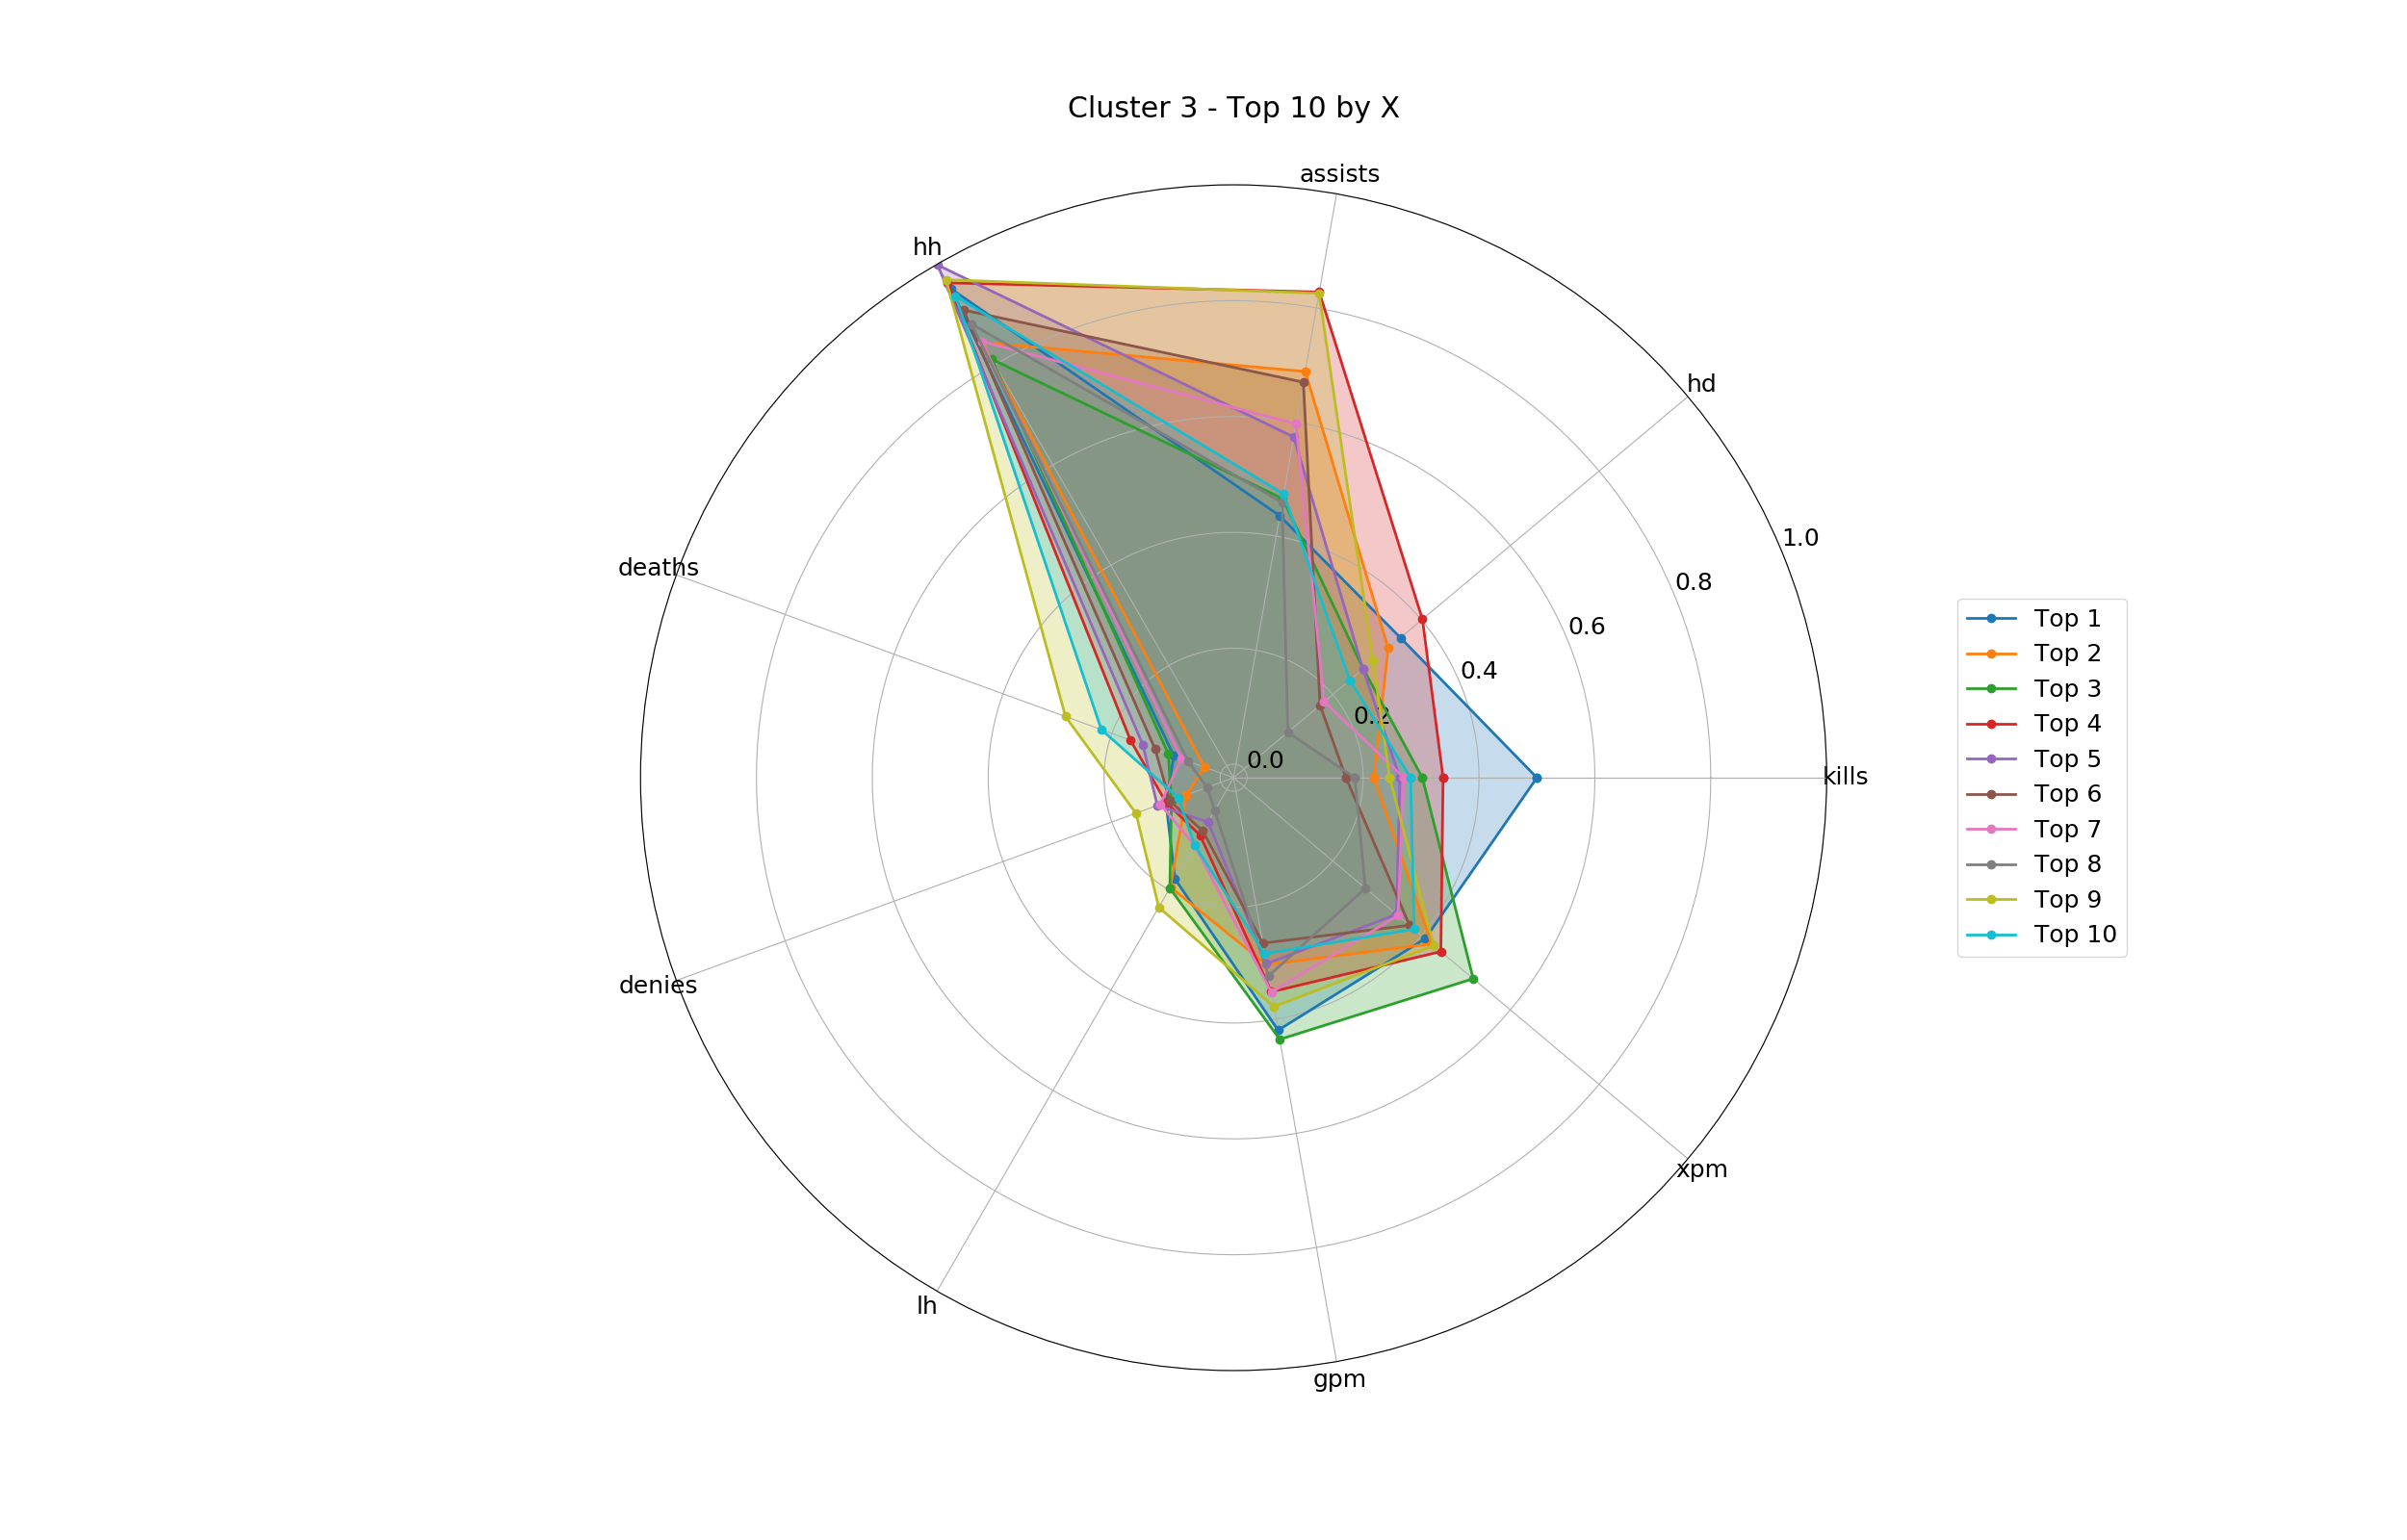 Cluster 3 - Top 10 by X
assists
hh
hd
1.0
deaths
0.8
0.6
0.4
0.2
0.0
kills
denies
xpm
lh
gpm
Top 1
Top 2
Top 3
Top 4
Top 5
Top 6
Top 7
Top 8
Top 9
Top 10